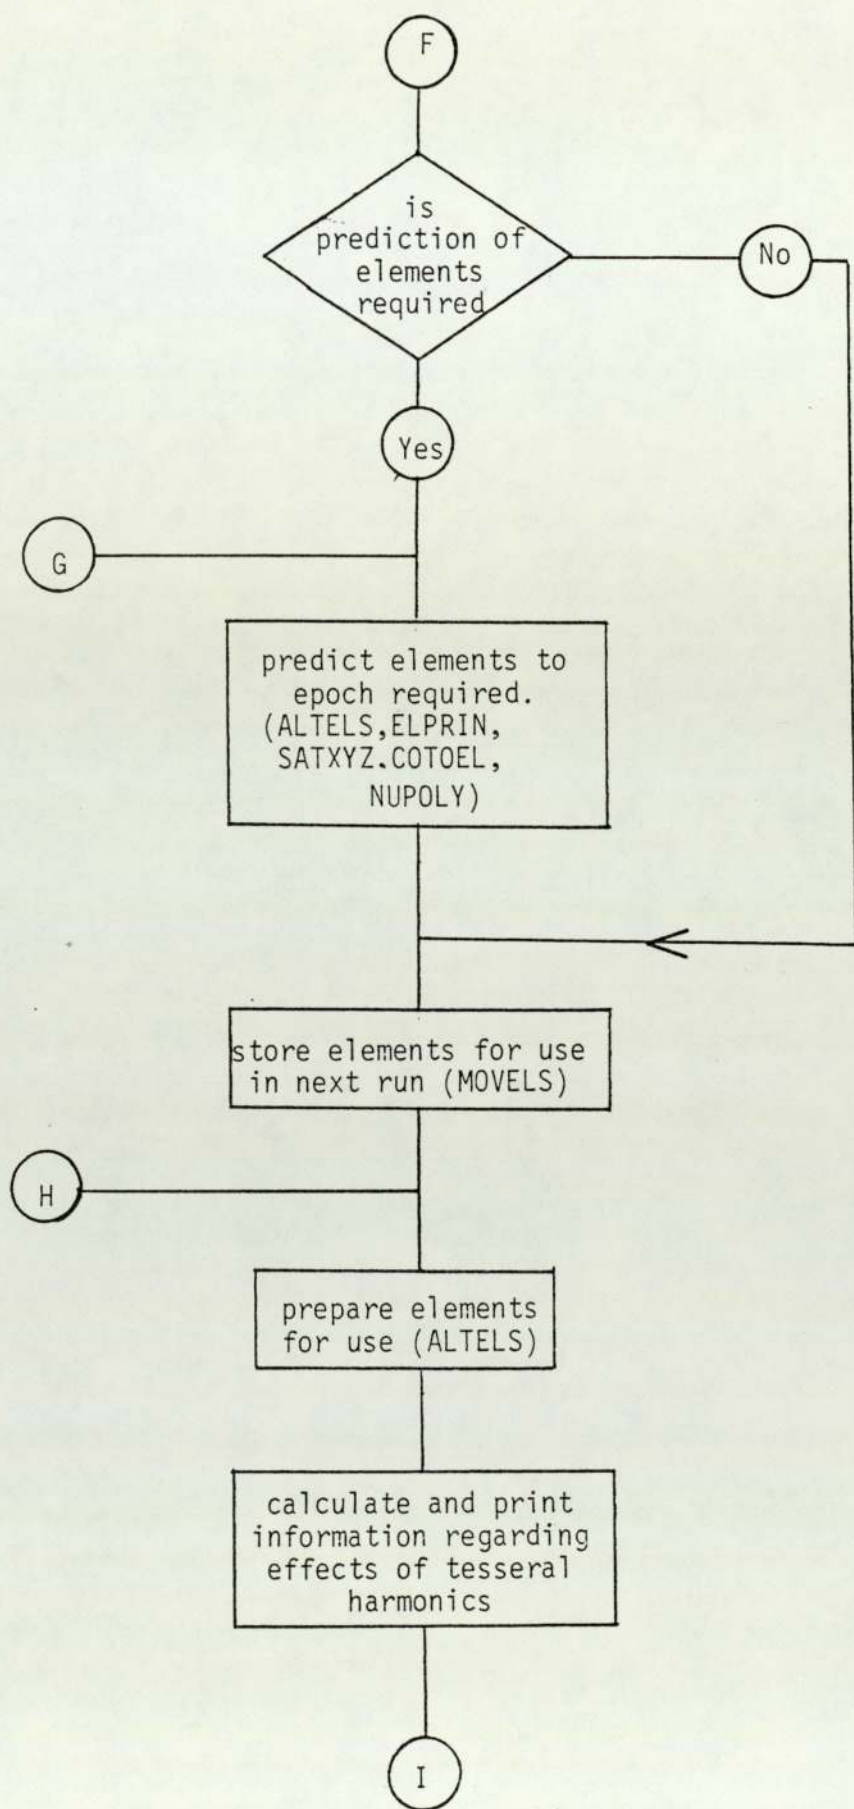 F
is
prediction of
elements
required
No
Yes
G
predict elements to
epoch required.
(ALTELS,ELPRIN,
SATXYZ.COTOEL,
NUPOLY)
store elements for use
in next run (MOVELS)
H
prepare elements
for use (ALTELS)
calculate and print
information regarding
effects of tesseral
harmonics
I